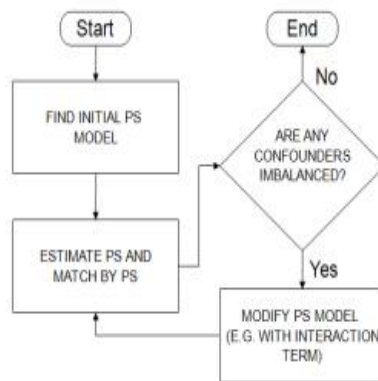 Start
End
FIND INITIAL PS
MODEL
No
ARE ANY
CONFOUNDERS
IMBALANCED?
ESTIMATE PS AND
MATCH BY PS
Yes
MODIFY PS MODEL
(E.G. WITH INTERACTION
TERM)